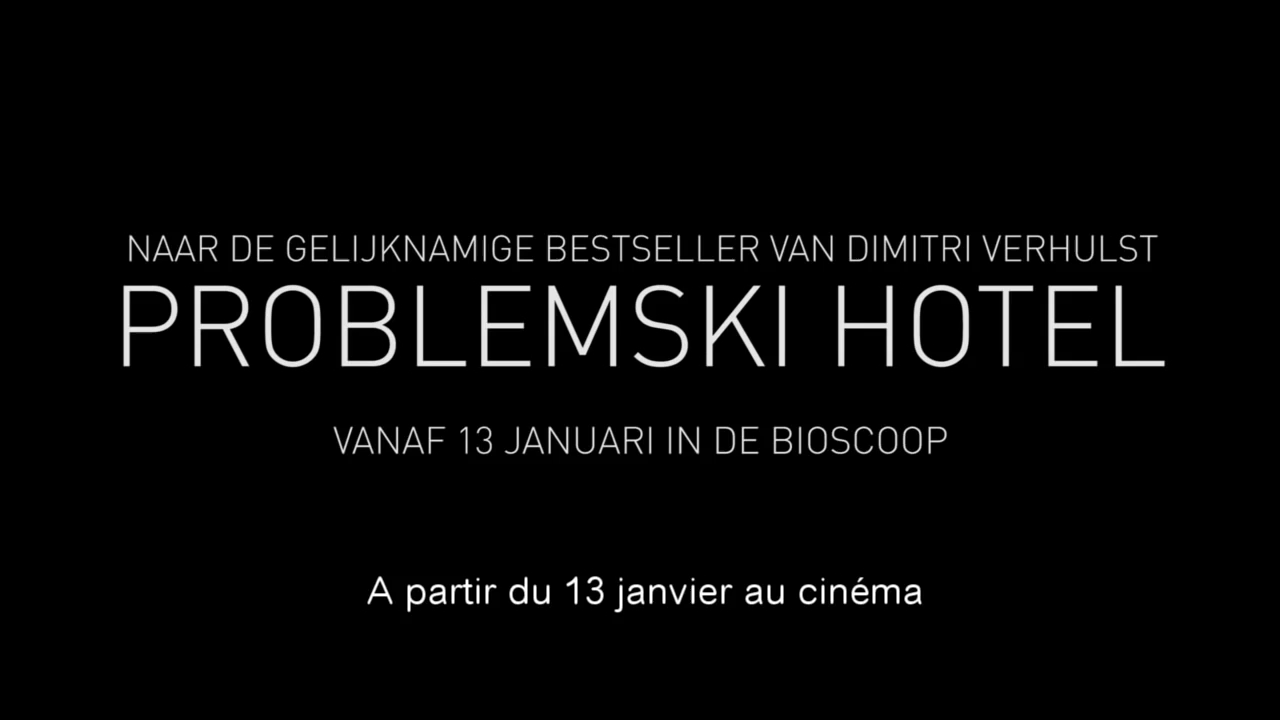 NAAR DE GELIJKNAMIGE BESTSELLER VAN DIMITRI VERHULST
PROBLEMSKI HOTEL
VANAF 13 JANUARI IN DE BIOSCOOP
A partir du 13 janvier au cinéma